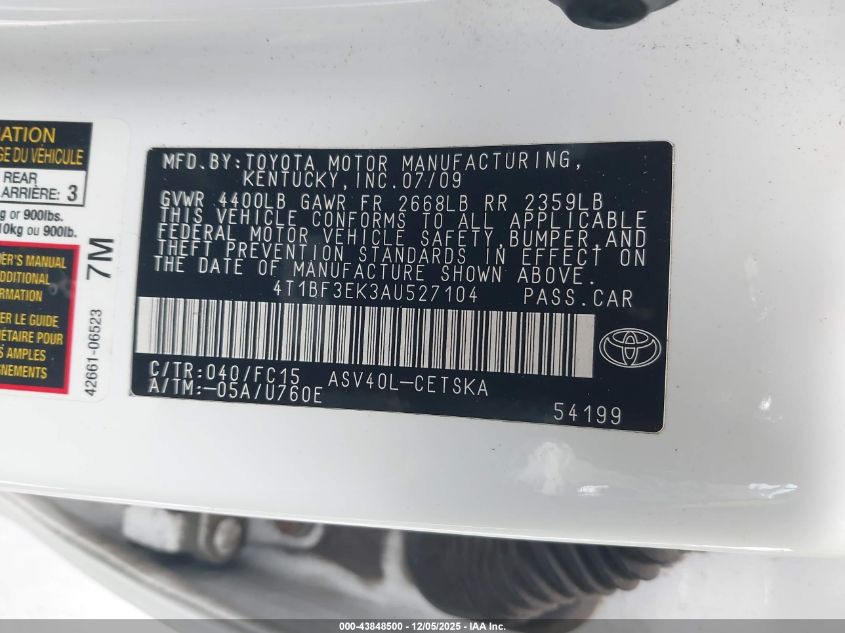 ATION
GE DU VÉHICULE
REAR
ARRIÈRE: 3
g or 900lbs.
10kg ou 900lb.
ER'S MANUAL
ADDITIONAL
RMATION
ER LE GUIDE
IÉTAIRE POUR
S AMPLES
GNEMENTS
7M
42661-06523
MFD.BY:TOYOTA MOTOR MANUFACTURING,
KENTUCKY,INC.07/09
GVWR 4400LB GAWR FR 2668LB RR 2359LB
THIS VEHICLE CONFORMS TO ALL APPLICABLE
FEDERAL MOTOR VEHICLE SAFETY,BUMPER,AND
THEFT PREVENTION STANDARDS IN EFFECT ON
THE DATE OF MANUFACTURE SHOWN ABOVE.
4T1BF3EK3AU527104 PASS.CAR
C/TR:040/FC15 ASV40L-CETSKA
A/TM:-05A/U760E
54199
000-43848500 - 12/05/2025 - IAA Inc.